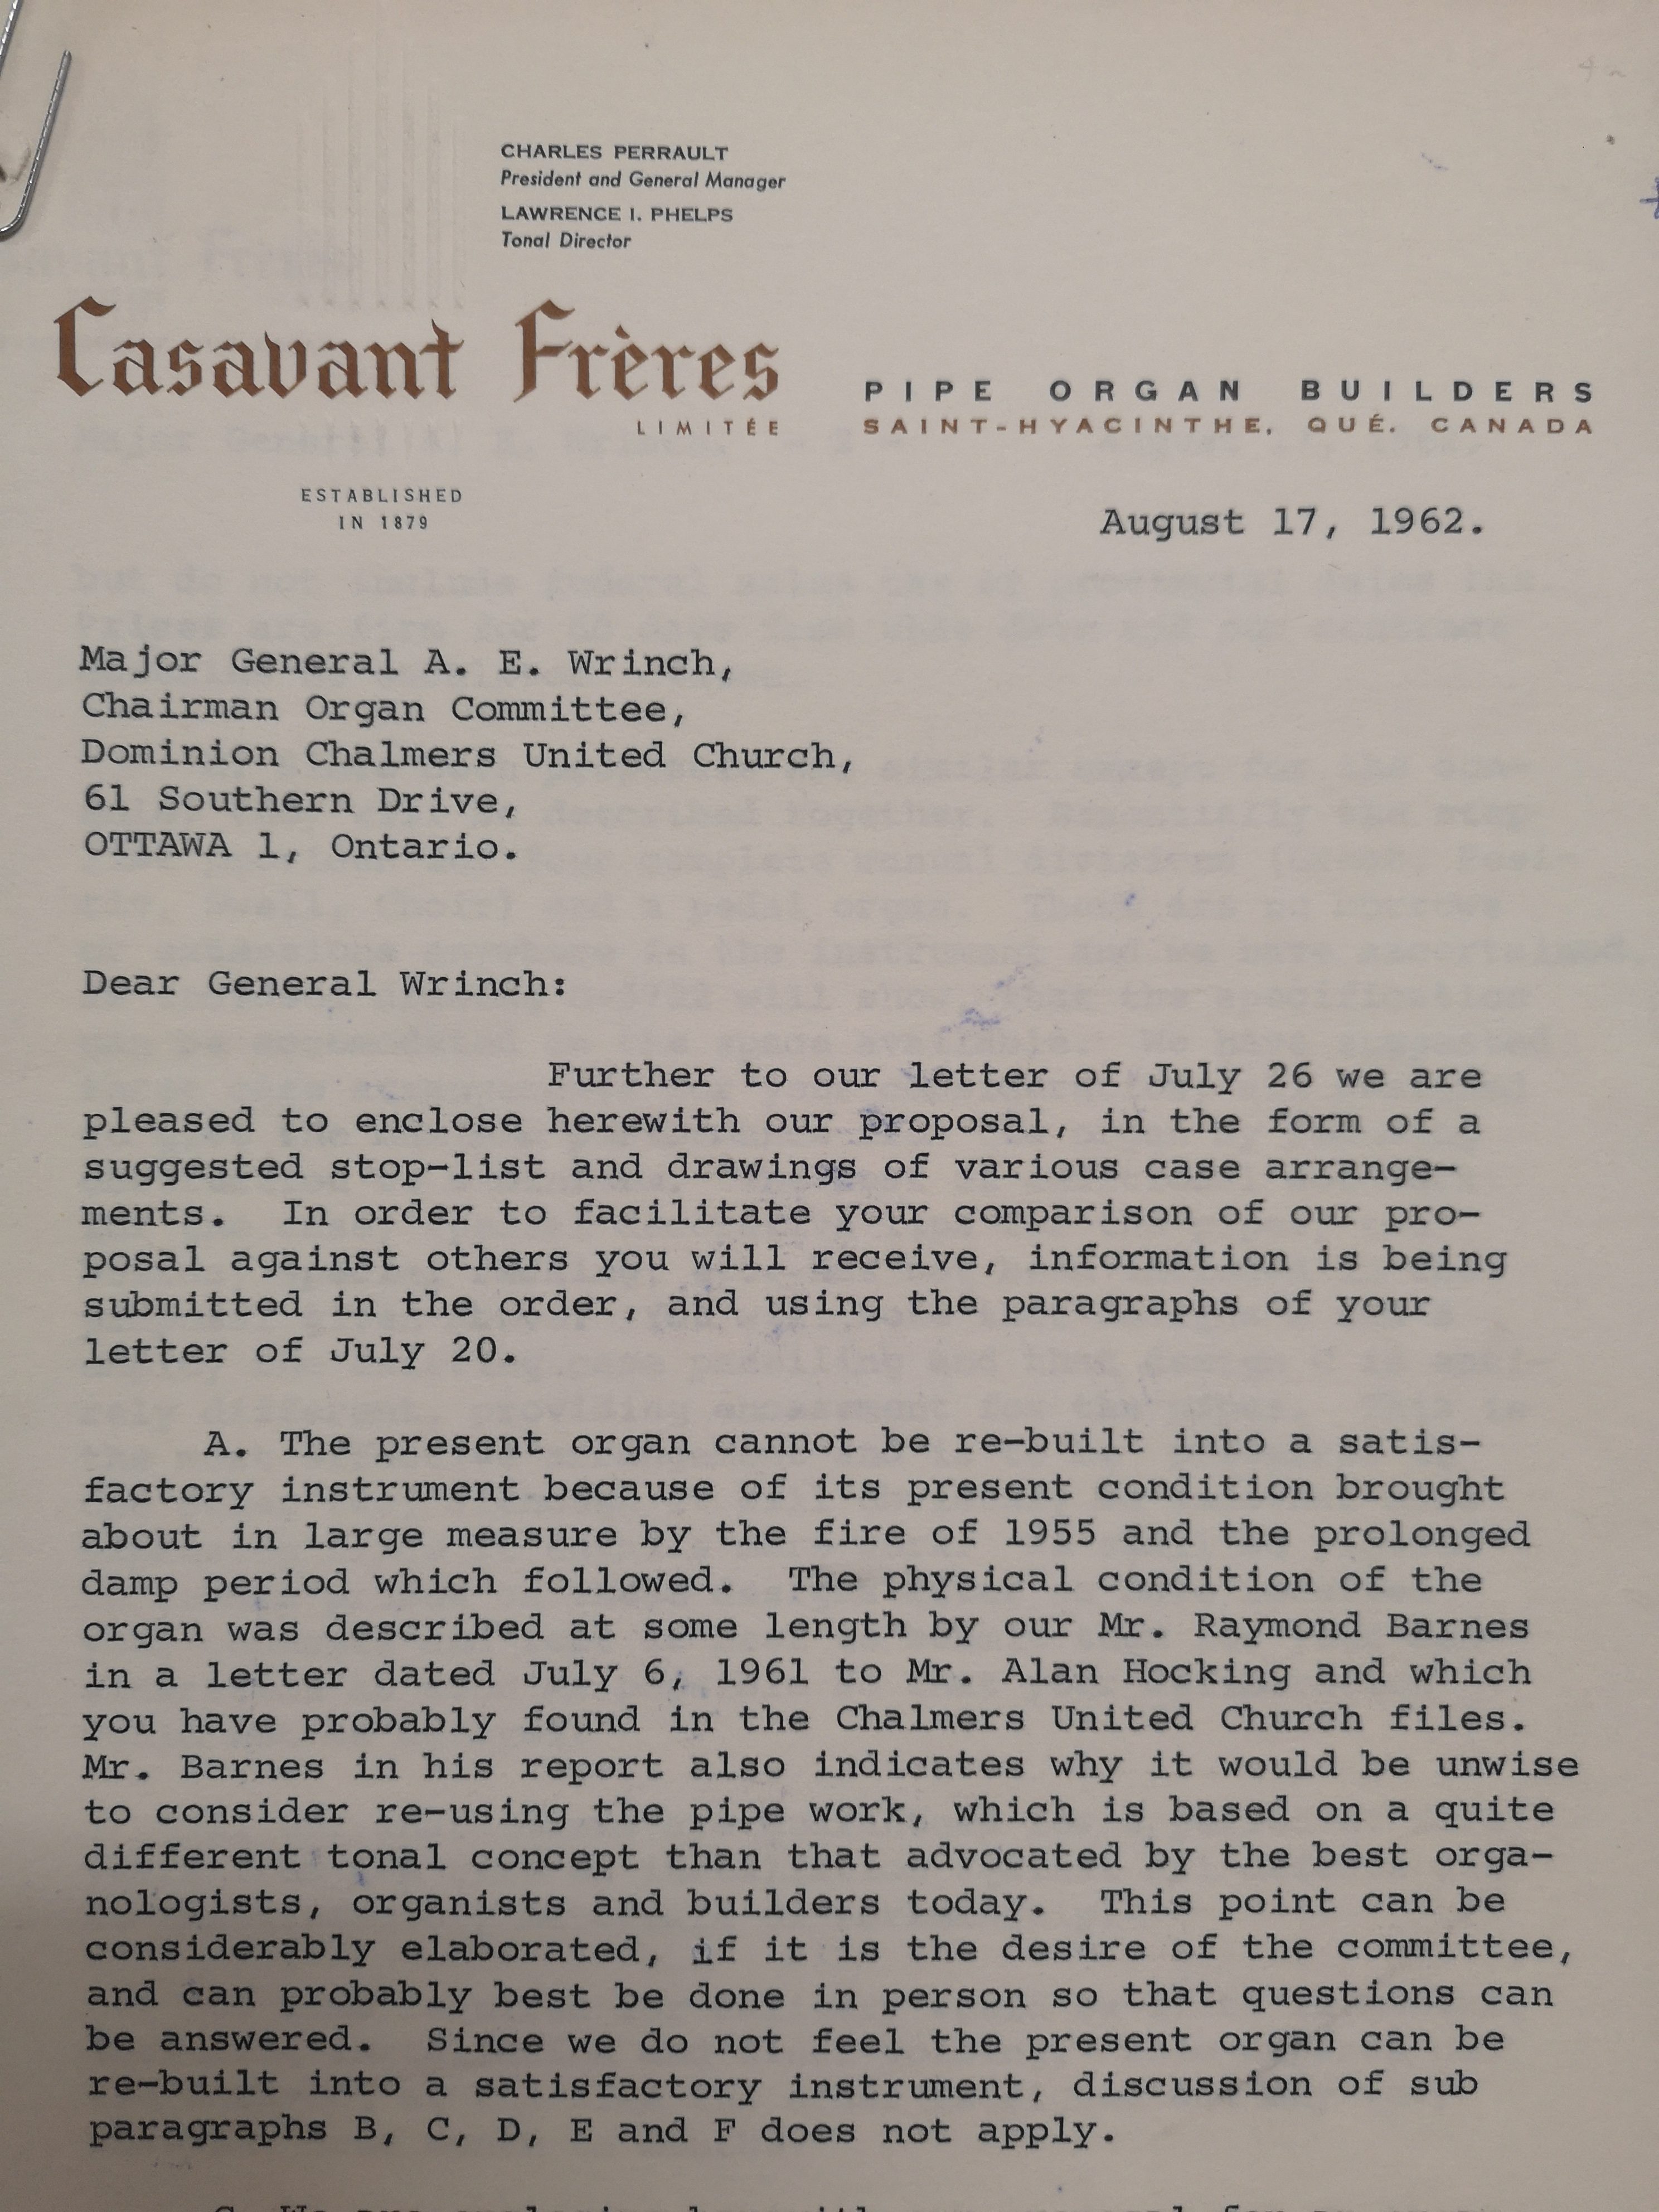 CHARLES PERRAULT
President and General Manager
LAWRENCE I. PHELPS
Tonal Director
Casavant Frères
LIMITÉE
PIPE ORGAN BUILDERS
SAINT-HYACINTHE, QUÉ. CANADA
ESTABLISHED
IN 1879
August 17, 1962.
Major General A. E. Wrinch,
Chairman Organ Committee,
Dominion Chalmers United Church,
61 Southern Drive,
OTTAWA 1, Ontario.
Dear General Wrinch:
Further to our letter of July 26 we are
pleased to enclose herewith our proposal, in the form of a
suggested stop-list and drawings of various case arrange-
ments. In order to facilitate your comparison of our pro-
posal against others you will receive, information is being
submitted in the order, and using the paragraphs of your
letter of July 20.
A. The present organ cannot be re-built into a satis-
factory instrument because of its present condition brought
about in large measure by the fire of 1955 and the prolonged
damp period which followed. The physical condition of the
organ was described at some length by our Mr. Raymond Barnes
in a letter dated July 6, 1961 to Mr. Alan Hocking and which
you have probably found in the Chalmers United Church files.
Mr. Barnes in his report also indicates why it would be unwise
to consider re-using the pipe work, which is based on a quite
different tonal concept than that advocated by the best orga-
nologists, organists and builders today. This point can be
considerably elaborated, if it is the desire of the committee,
and can probably best be done in person so that questions can
be answered. Since we do not feel the present organ can be
re-built into a satisfactory instrument, discussion of sub
paragraphs B, C, D, E and F does not apply.